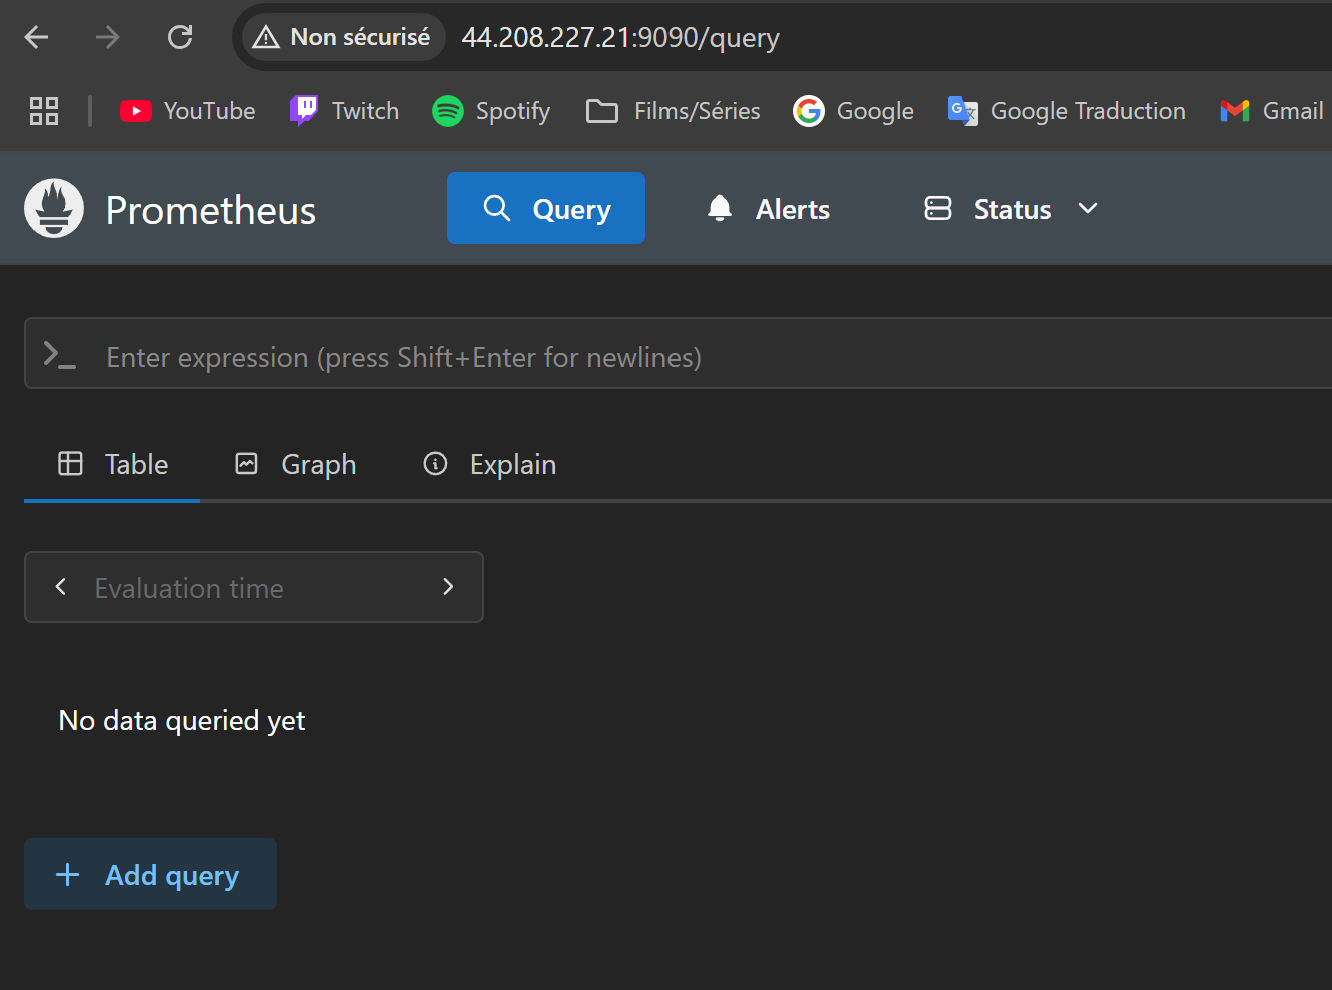 Non sécurisé 44.208.227.21:9090/query
YouTube Twitch Spotify Films/Séries Google Google Traduction Gmail
Prometheus Query Alerts Status
Enter expression (press Shift+Enter for newlines)
Table Graph Explain
Evaluation time
No data queried yet
Add query